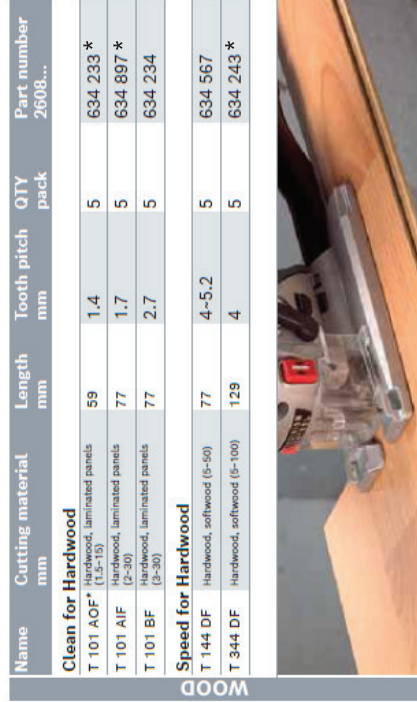 Name Cutting material Length Tooth pitch QTY Part number
mm mm mm pack 2608...
Clean for Hardwood
T 101 AOF* Hardwood, laminated panels 59 1.4 5 634 233 *
(1.5-15)
T 101 AIF Hardwood, laminated panels 77 1.7 5 634 897 *
(2-30)
T 101 BF Hardwood, laminated panels 77 2.7 5 634 234
(3-30)
Speed for Hardwood
T 144 DF Hardwood, softwood (5-50) 77 4~5.2 5 634 567
T 344 DF Hardwood, softwood (5-100) 129 4 5 634 243 *
WOOD